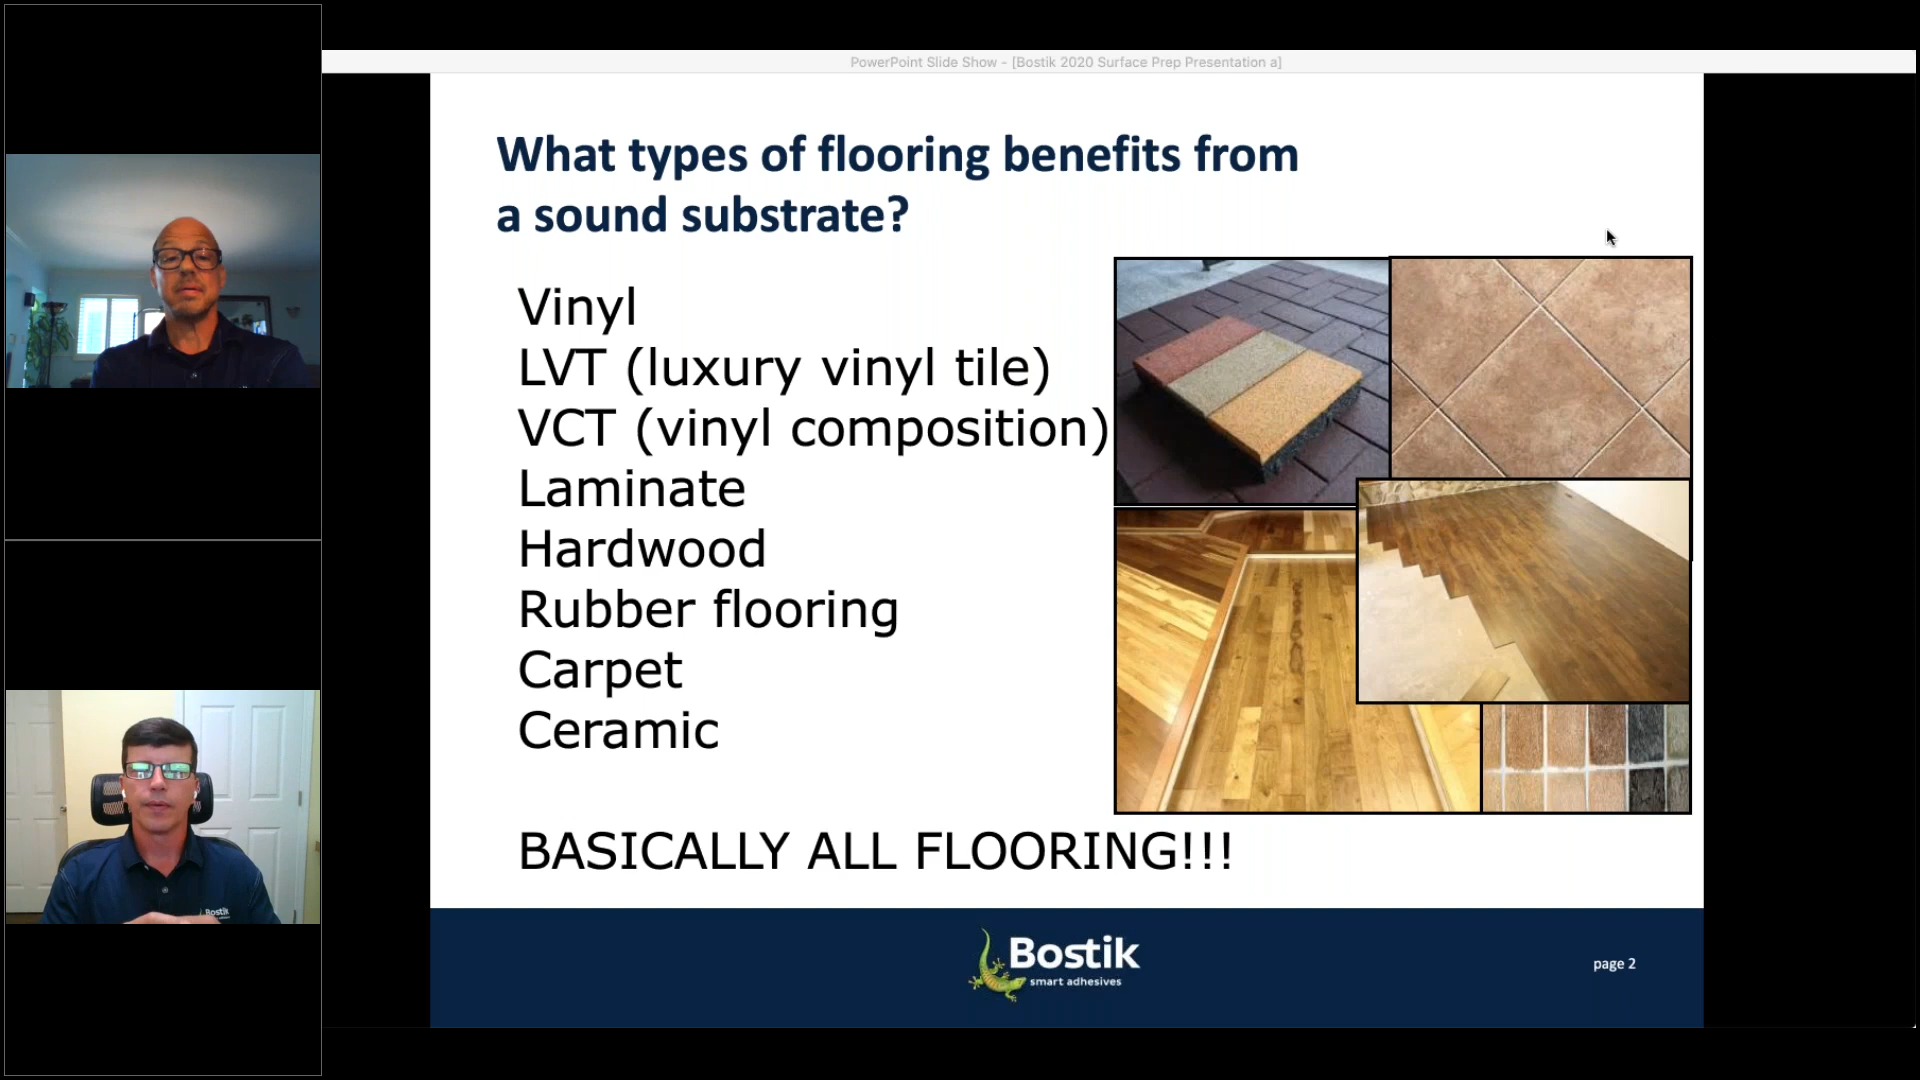 PowerPoint Slide Show - [Bostik 2020 Surface Prep Presentation a]
What types of flooring benefits from
a sound substrate?
Vinyl
LVT (luxury vinyl tile)
VCT (vinyl composition)
Laminate
Hardwood
Rubber flooring
Carpet
Ceramic
BASICALLY ALL FLOORING!!!
Bostik
smart adhesives
page 2
Bostik